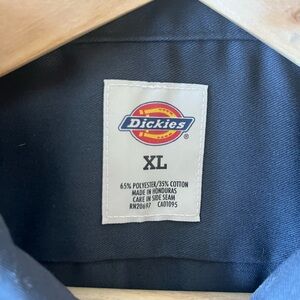 Dickies
®
XL
65% POLYESTER/35% COTTON
MADE IN HONDURAS
CARE IN SIDE SEAM
RN20697 CA01095